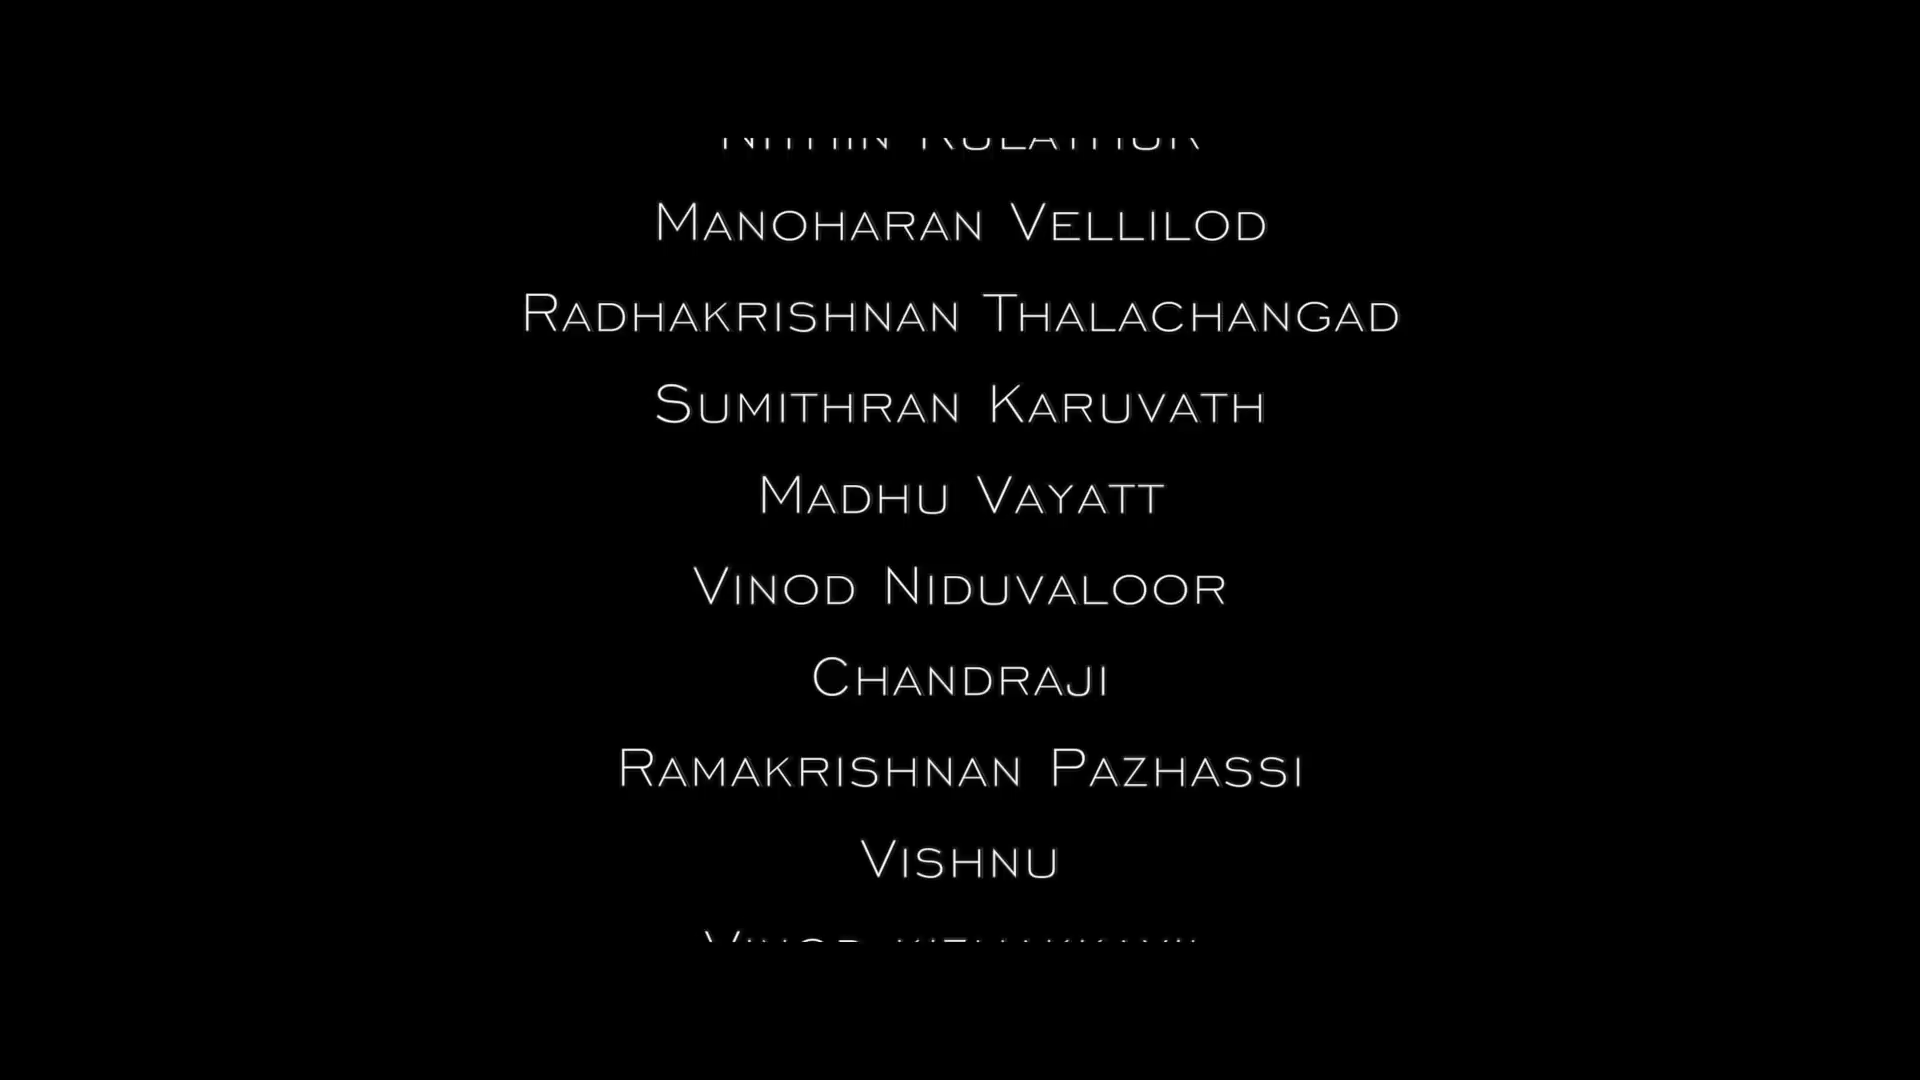 Manoharan Vellilod
Radhakrishnan Thalachangad
Sumithran Karuvath
Madhu Vayatt
Vinod Niduvaloor
Chandraji
Ramakrishnan Pazhassi
Vishnu